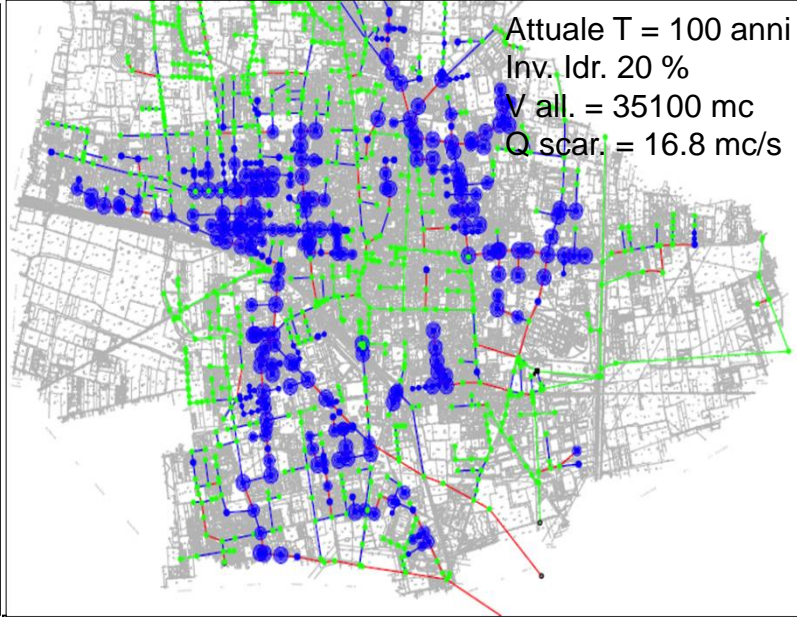 Attuale T = 100 anni
Inv. Idr. 20 %
V all. = 35100 mc
Q scar. = 16.8 mc/s